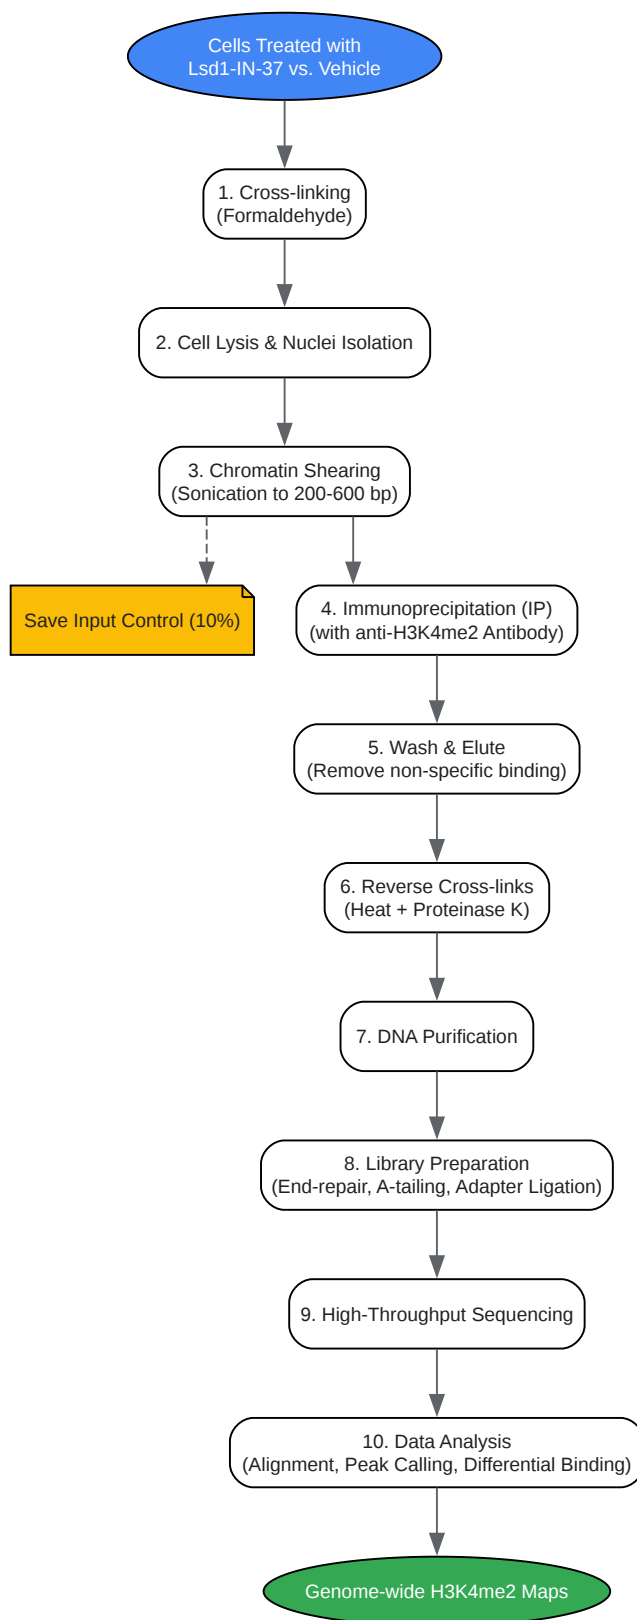 Cells Treated with
Lsd1-IN-37 vs. Vehicle
1. Cross-linking
(Formaldehyde)
2. Cell Lysis & Nuclei Isolation
3. Chromatin Shearing
(Sonication to 200-600 bp)
Save Input Control (10%)
4. Immunoprecipitation (IP)
(with anti-H3K4me2 Antibody)
5. Wash & Elute
(Remove non-specific binding)
6. Reverse Cross-links
(Heat + Proteinase K)
7. DNA Purification
8. Library Preparation
(End-repair, A-tailing, Adapter Ligation)
9. High-Throughput Sequencing
10. Data Analysis
(Alignment, Peak Calling, Differential Binding)
Genome-wide H3K4me2 Maps